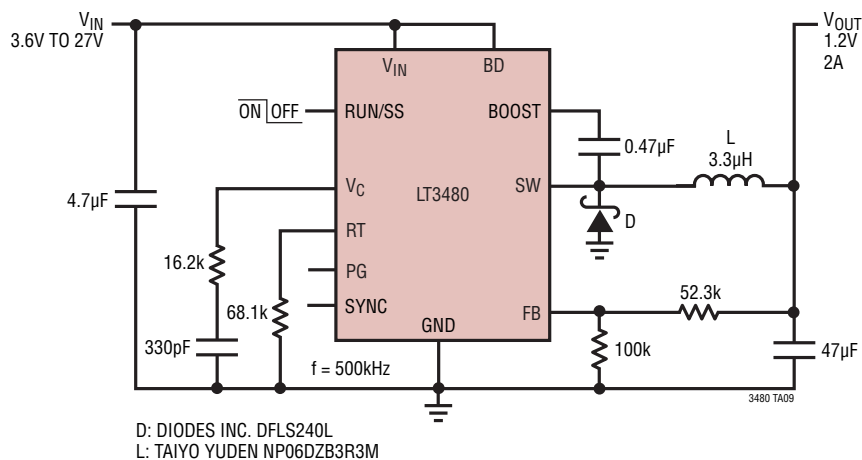 VIN
3.6V TO 27V
VOUT
1.2V
2A
VIN
BD
ON OFF
RUN/SS
BOOST
L
3.3µH
0.47µF
4.7µF
VC
LT3480
SW
D
RT
16.2k
PG
52.3k
68.1k
SYNC
FB
GND
330pF
f = 500kHz
100k
47µF
3480 TA09
D: DIODES INC. DFLS240L
L: TAIYO YUDEN NP06DZB3R3M